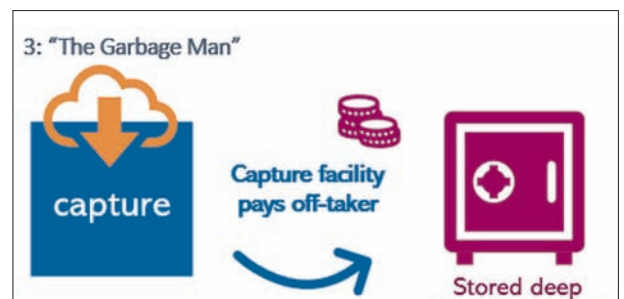 3: “The Garbage Man”
capture
Capture facility
pays off-taker
Stored deep